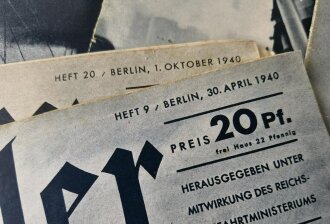 HEFT 20 / BERLIN, 1. OKTOBER 1940
HEFT 9 / BERLIN, 30. APRIL 1940
ler
PREIS 20 Pf.
frei Haus 22 Pfennig
HERAUSGEGEBEN UNTER
MITWIRKUNG DES REICHS-
FAHRTMINISTERIUMS